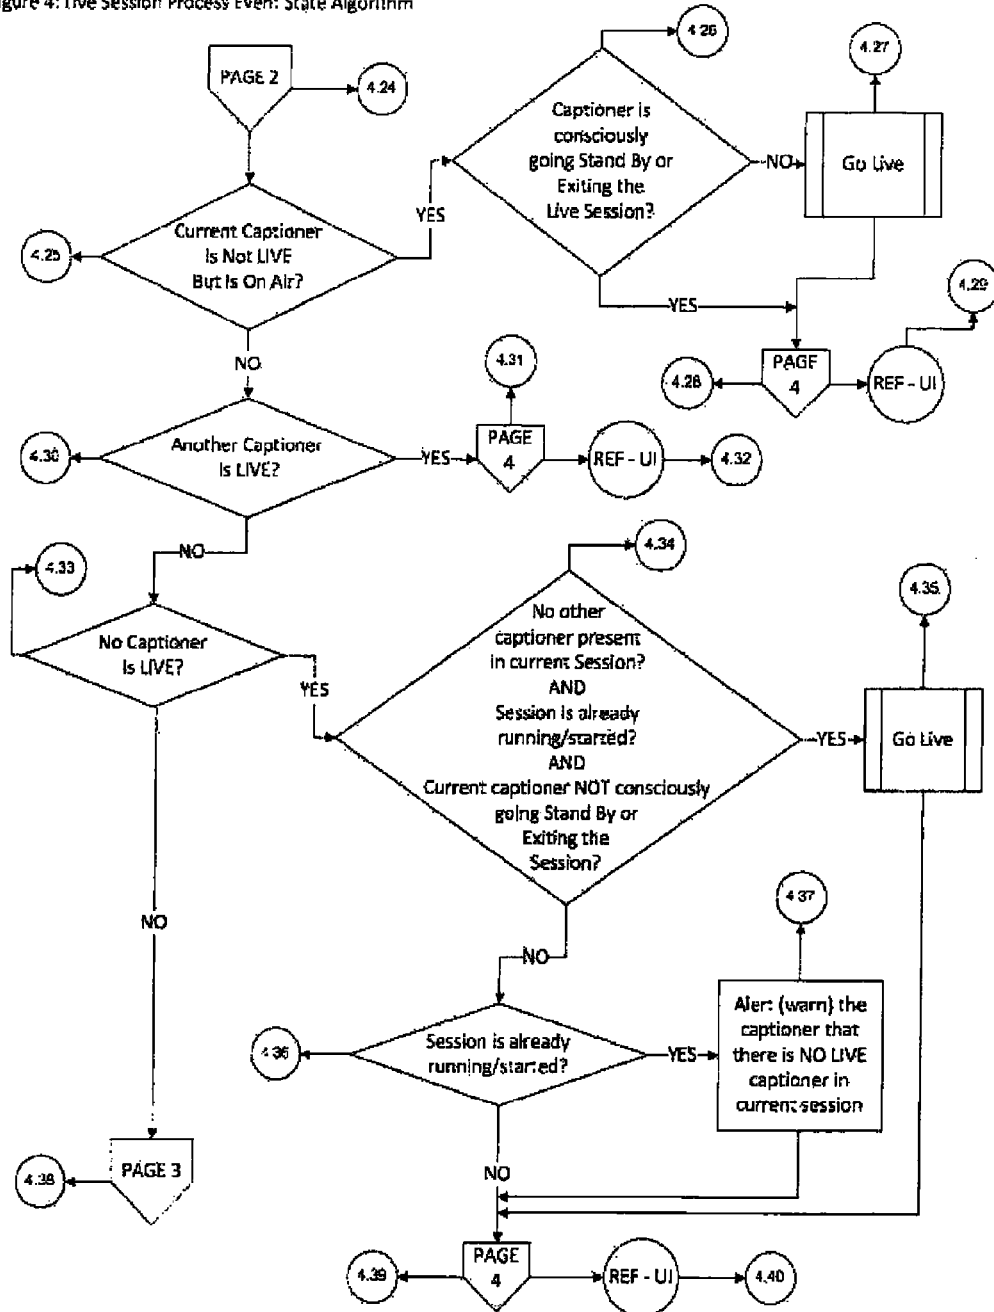 Figure 4: Live Session Process Event State Algorithm
PAGE 2
4.24
Current Captioner
Is Not LIVE
But Is On Air?
4.25
YES
NO
Captioner is
consciously
going Stand By or
Exiting the
Live Session?
4.26
NO
Go Live
4.27
YES
PAGE
4
4.28
REF - UI
4.29
Another Captioner
Is LIVE?
4.30
YES
PAGE
4
4.31
REF - UI
4.32
NO
No Captioner
Is LIVE?
4.33
YES
No other
captioner present
in current Session?
AND
Session is already
running/started?
AND
Current captioner NOT consciously
going Stand By or
Exiting the
Session?
4.34
YES
Go Live
4.35
NO
Session is already
running/started?
4.36
YES
Alert (warn) the
captioner that
there is NO LIVE
captioner in
current session
4.37
NO
NO
PAGE 3
4.38
PAGE
4
4.39
REF - UI
4.40